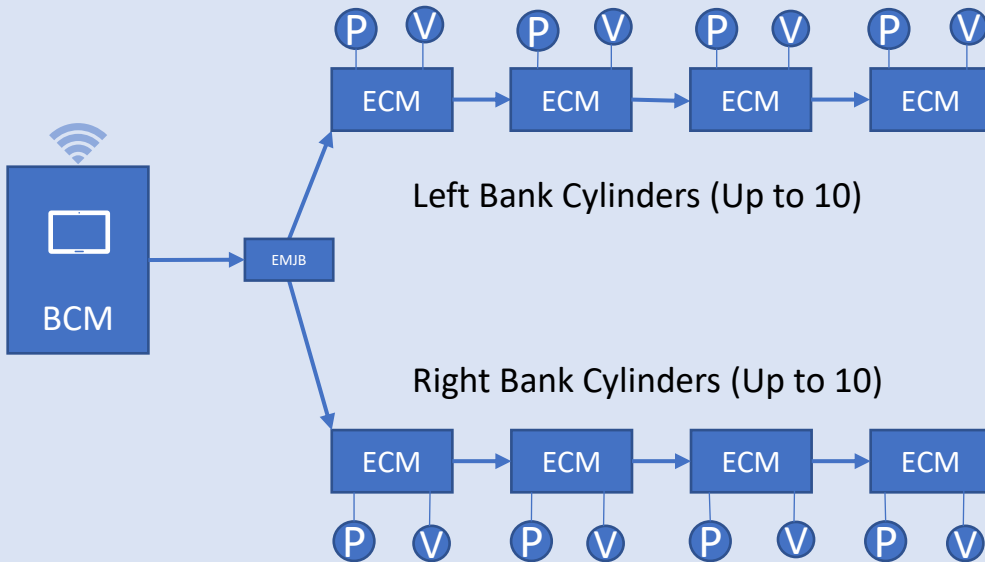 P V P V P V P V
ECM ECM ECM ECM
Left Bank Cylinders (Up to 10)
EMJB
BCM
Right Bank Cylinders (Up to 10)
ECM ECM ECM ECM
P V P V P V P V